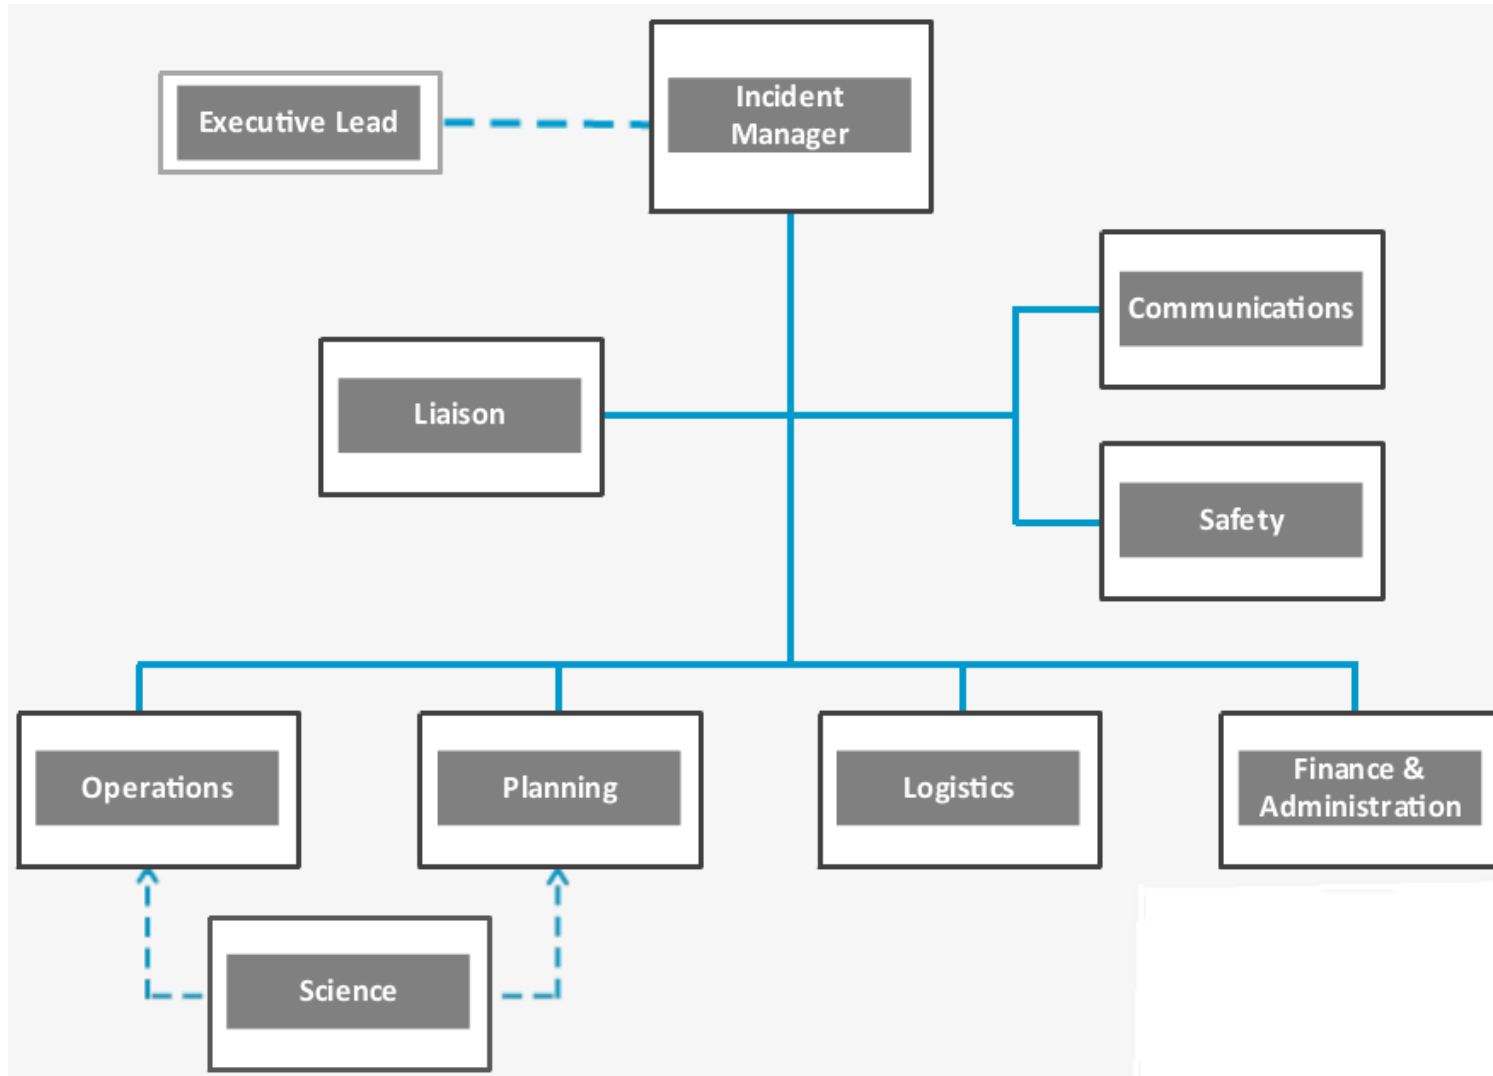 Executive Lead
Incident
Manager
Communications
Liaison
Safety
Operations
Planning
Logistics
Finance &
Administration
Science